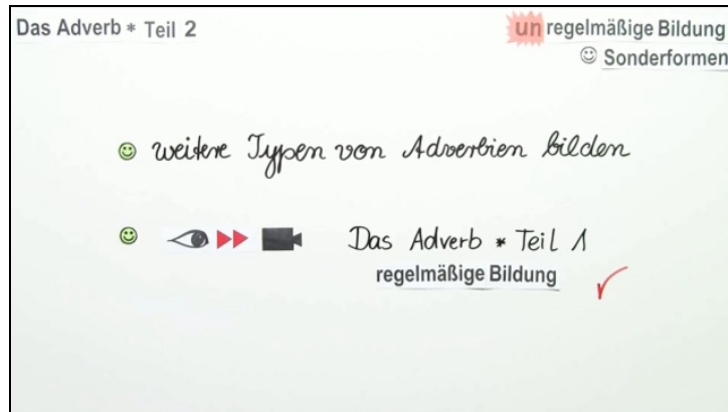 Das Adverb * Teil 2
unregelmäßige Bildung
☺ Sonderformen
weitere Typen von Adverbien bilden
Das Adverb * Teil 1
regelmäßige Bildung